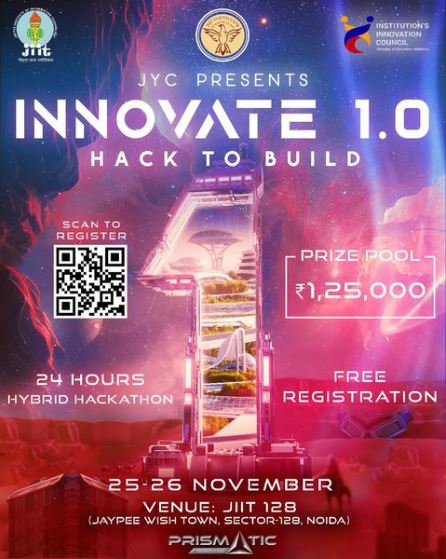 JIIT
INSTITUTION'S
INNOVATION
COUNCIL
JYC PRESENTS
INNOVATE 1.0
HACK TO BUILD
SCAN TO
REGISTER
PRIZE POOL
₹1,25,000
24 HOURS
HYBRID HACKATHON
FREE
REGISTRATION
25-26 NOVEMBER
VENUE: JIIT 128
(JAYPEE WISH TOWN, SECTOR-128, NOIDA)
PRISMATIC